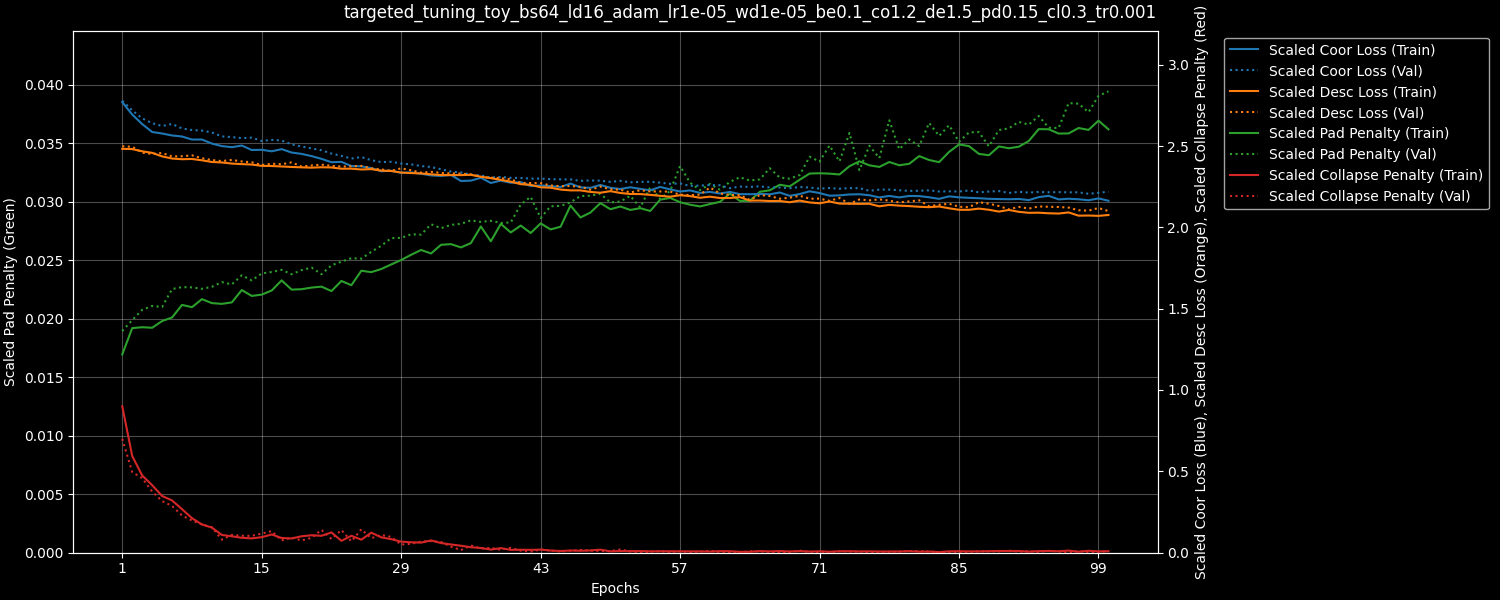 targeted_tuning_toy_bs64_ld16_adam_lr1e-05_wd1e-05_be0.1_co1.2_de1.5_pd0.15_cl0.3_tr0.001
Scaled Pad Penalty (Green)
0.040
0.035
0.030
0.025
0.020
0.015
0.010
0.005
0.000
1
15
29
43
57
71
85
99
Epochs
3.0
2.5
2.0
1.5
1.0
0.5
0.0
Scaled Coor Loss (Blue), Scaled Desc Loss (Orange), Scaled Collapse Penalty (Red)
Scaled Coor Loss (Train)
Scaled Coor Loss (Val)
Scaled Desc Loss (Train)
Scaled Desc Loss (Val)
Scaled Pad Penalty (Train)
Scaled Pad Penalty (Val)
Scaled Collapse Penalty (Train)
Scaled Collapse Penalty (Val)